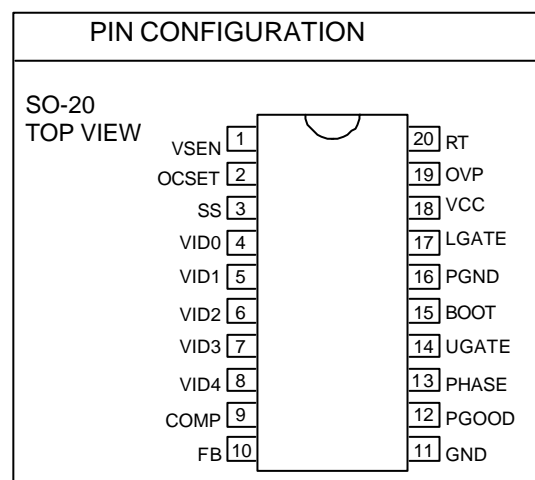 PIN CONFIGURATION
SO-20
TOP VIEW
VSEN 1 20 RT
OCSET 2 19 OVP
SS 3 18 VCC
VID0 4 17 LGATE
VID1 5 16 PGND
VID2 6 15 BOOT
VID3 7 14 UGATE
VID4 8 13 PHASE
COMP 9 12 PGOOD
FB 10 11 GND